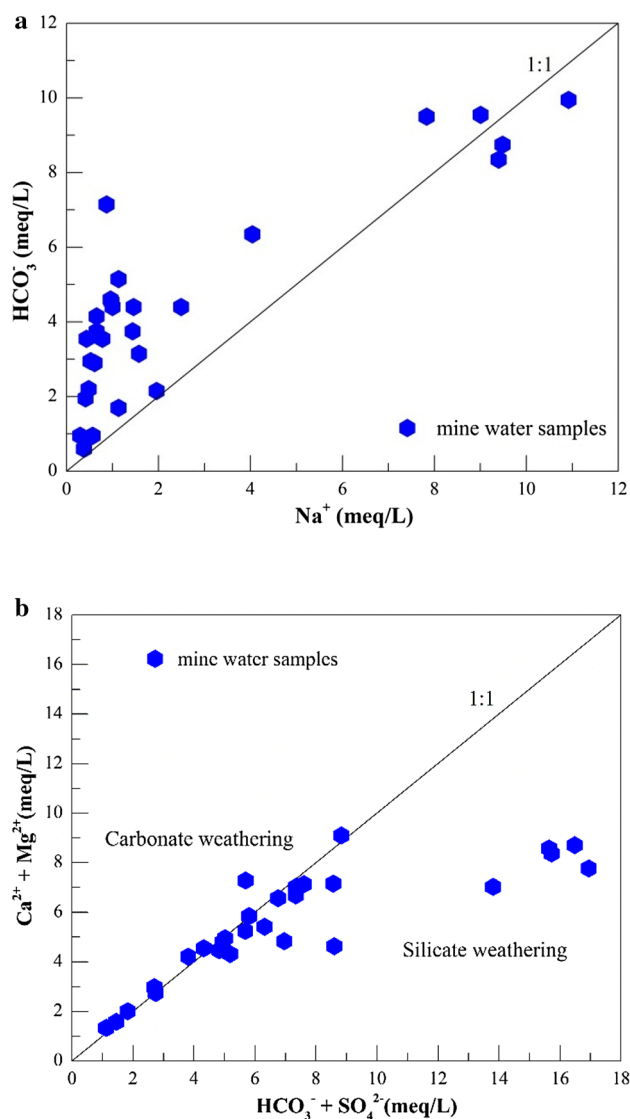 a
12
10
8
6
4
2
0
HCO₃⁻ (meq/L)
1:1
mine water samples
0 2 4 6 8 10 12
Na⁺ (meq/L)
b
18
16
14
12
10
8
6
4
2
0
Ca²⁺ + Mg²⁺(meq/L)
mine water samples
1:1
Carbonate weathering
Silicate weathering
0 2 4 6 8 10 12 14 16 18
HCO₃⁻ + SO₄²⁻(meq/L)